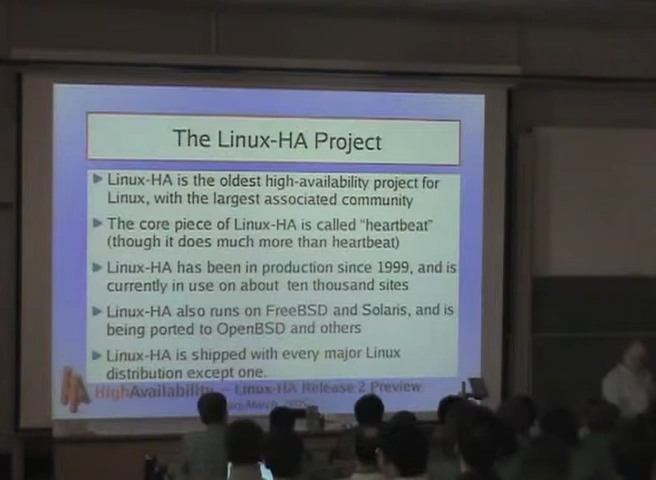 The Linux-HA Project
Linux-HA is the oldest high-availability project for
Linux, with the largest associated community
The core piece of Linux-HA is called “heartbeat”
(though it does much more than heartbeat)
Linux-HA has been in production since 1999, and is
currently in use on about ten thousand sites
Linux-HA also runs on FreeBSD and Solaris, and is
being ported to OpenBSD and others
Linux-HA is shipped with every major Linux
distribution except one.
HighAvailability – Linux-HA Release 2 Preview